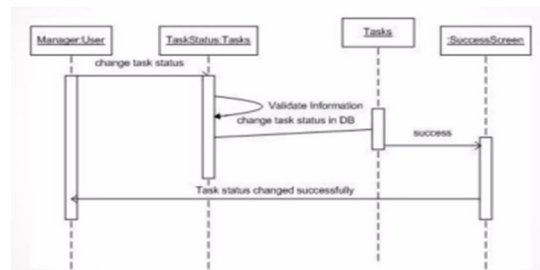 Manager:User
TaskStatus:Tasks
Tasks
:SuccessScreen
change task status
Validate Information
change task status in DB
success
Task status changed successfully